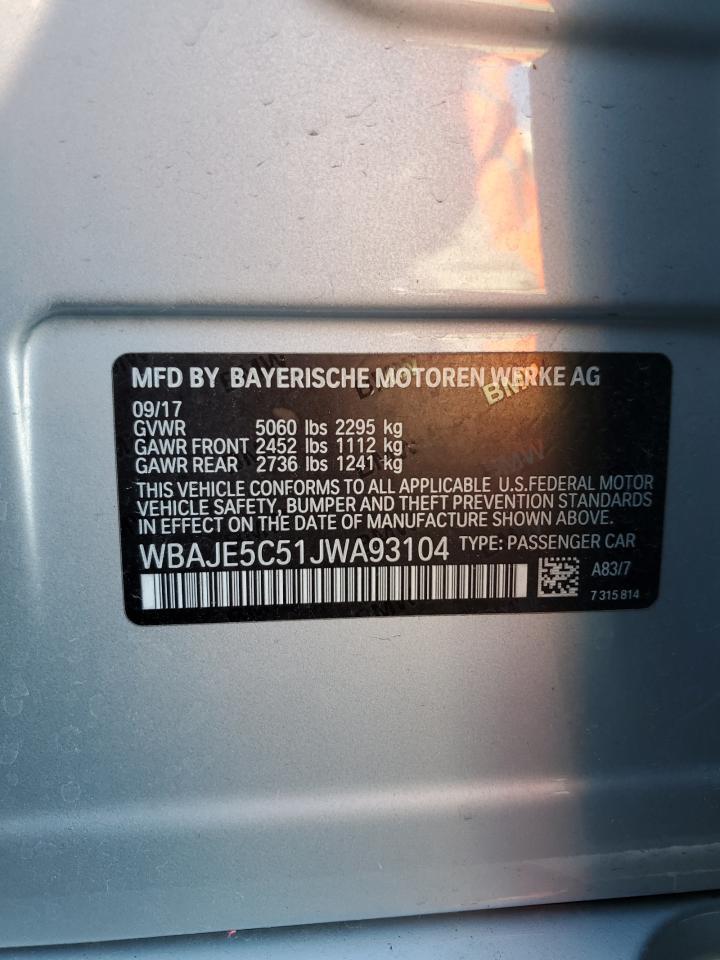 MFD BY BAYERISCHE MOTOREN WERKE AG
09/17
GVWR 5060 lbs 2295 kg
GAWR FRONT 2452 lbs 1112 kg
GAWR REAR 2736 lbs 1241 kg
THIS VEHICLE CONFORMS TO ALL APPLICABLE U.S.FEDERAL MOTOR
VEHICLE SAFETY, BUMPER AND THEFT PREVENTION STANDARDS
IN EFFECT ON THE DATE OF MANUFACTURE SHOWN ABOVE.
WBAJE5C51JWA93104 TYPE: PASSENGER CAR
A83/7
7 315 814